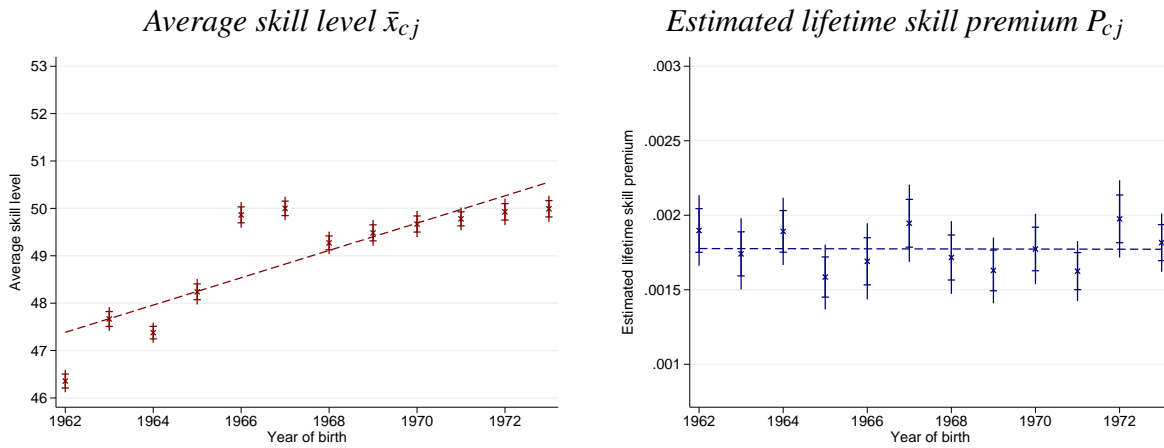 Average skill level x̄cj
53
52
51
50
49
48
47
46
Average skill level
1962 1964 1966 1968 1970 1972
Year of birth
Estimated lifetime skill premium Pcj
.003
.0025
.002
.0015
.001
Estimated lifetime skill premium
1962 1964 1966 1968 1970 1972
Year of birth